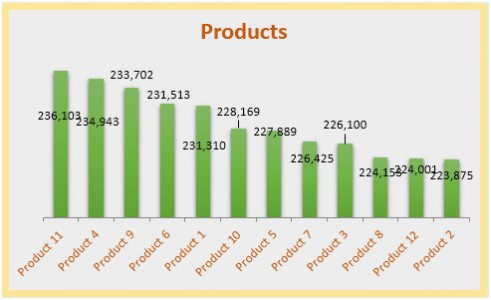 Products
236,103
234,943
233,702
231,513
231,310
228,169
227,889
226,425
226,100
224,155
224,001
223,875
Product 11
Product 4
Product 9
Product 6
Product 1
Product 10
Product 5
Product 7
Product 3
Product 8
Product 12
Product 2